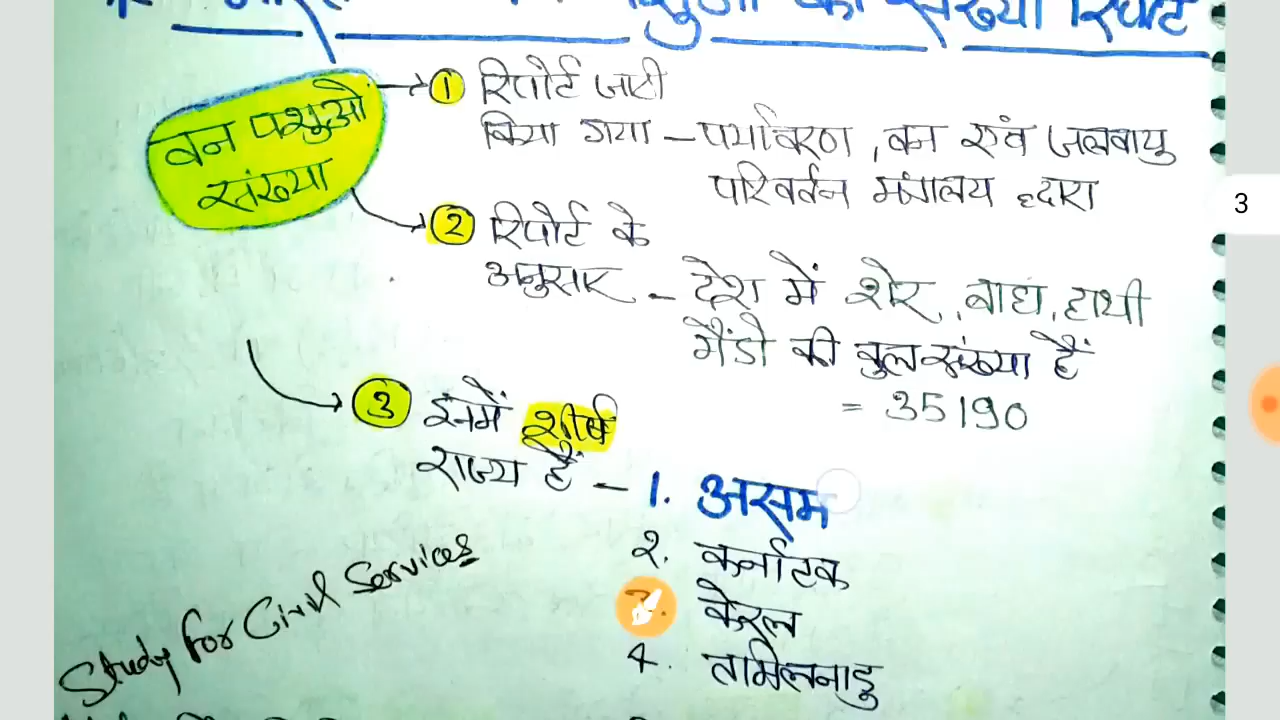 पशुओं की संख्या रिपोर्ट
वन पशुओ
संख्या
1 रिपोर्ट जारी
किया गया – पर्यावरण, वन एवं जलवायु
परिवर्तन मंत्रालय द्वारा
2 रिपोर्ट के
अनुसार – देश में शेर, बाघ, हाथी
गैंडो की कुल संख्या हैं
= 35190
3 इनमें शीर्ष
राज्य हैं – 1. असम
2. कर्नाटक
3. केरल
4. तामिलनाडु
Study For Civil Services
3